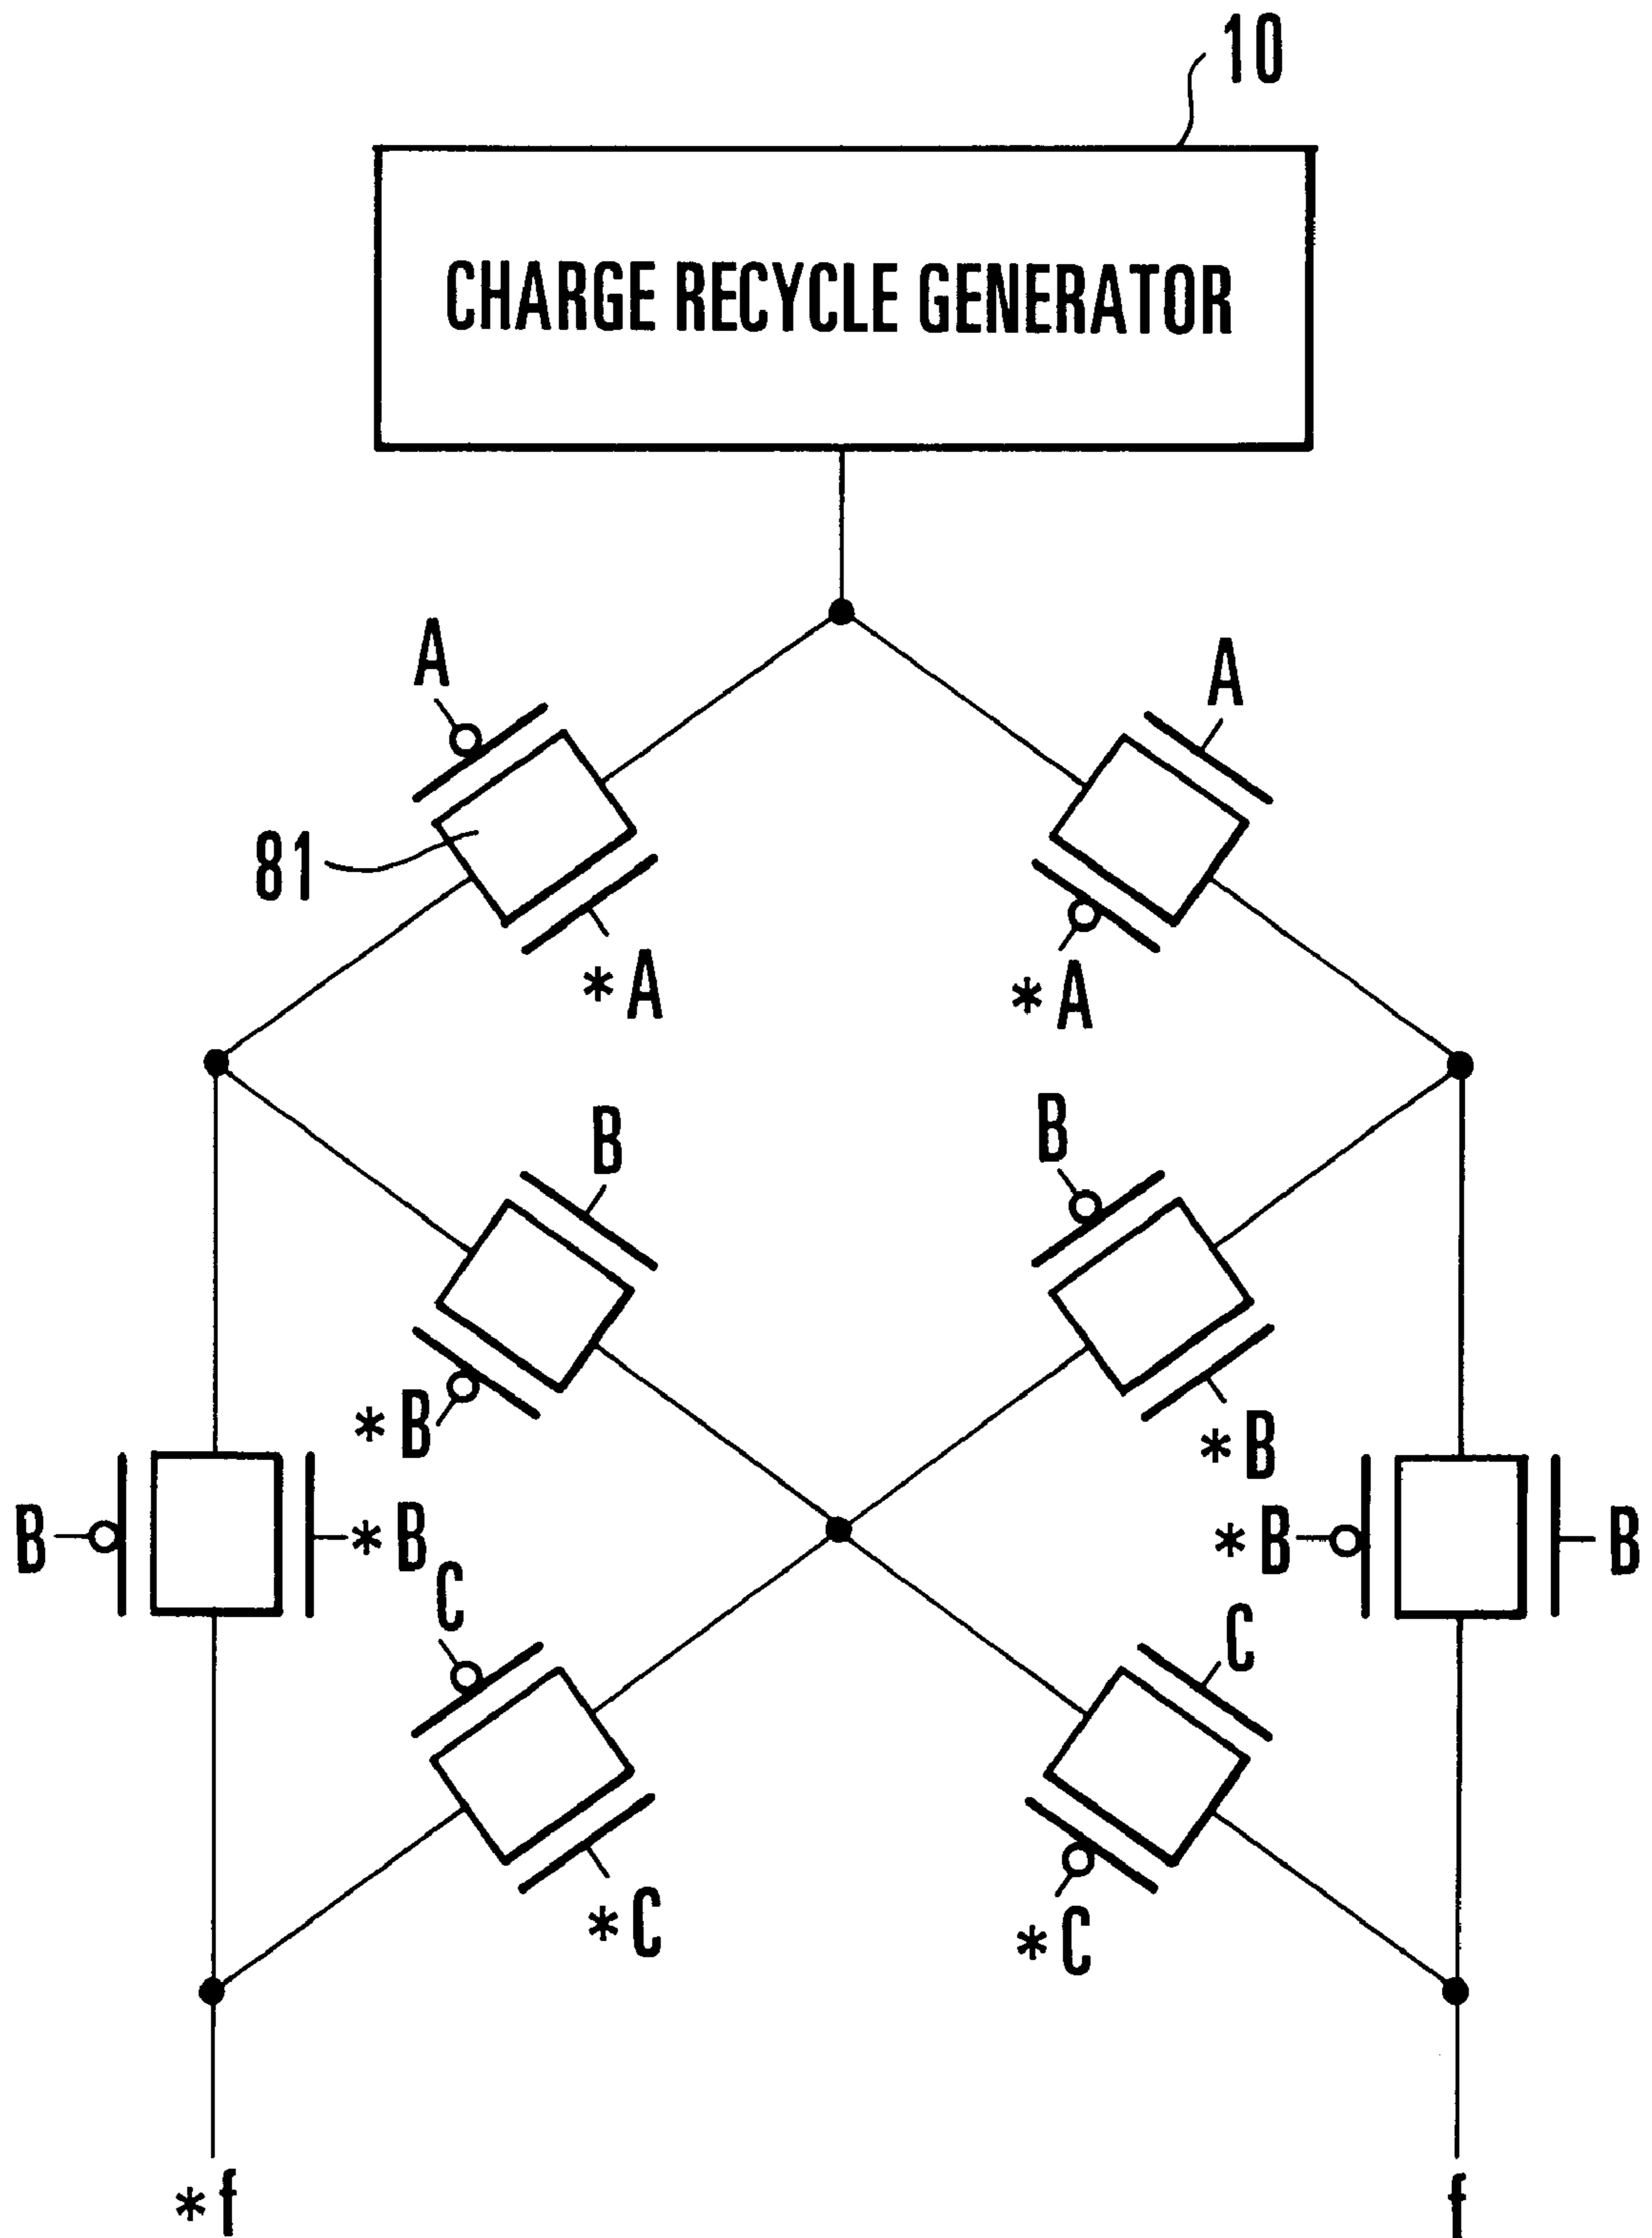 10
CHARGE RECYCLE GENERATOR
A
A
81
*A
*A
B
B
*B
*B
B
*B
*B
B
C
C
*C
*C
*f
f